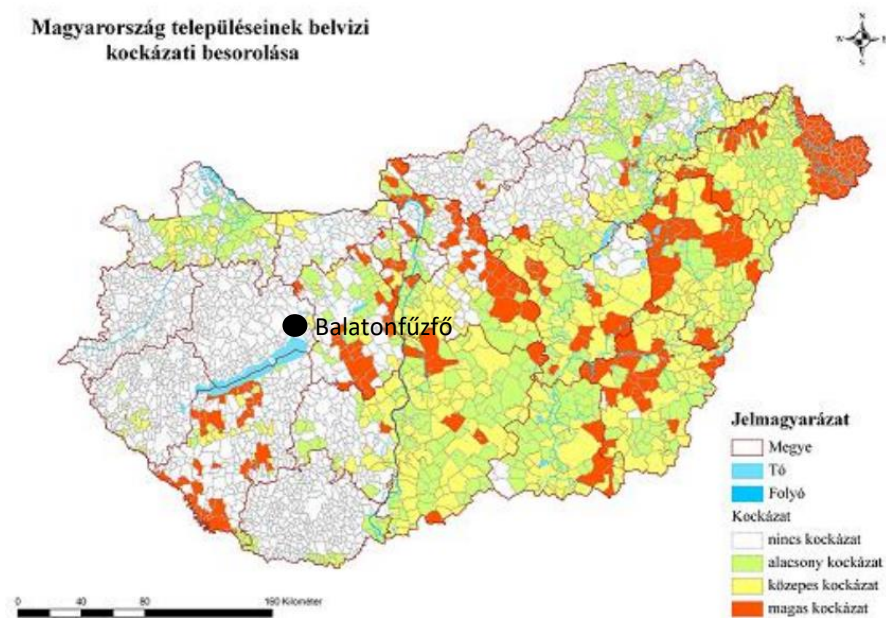 Magyarország településeinek belvizi
kockázati besorolása
N
W E
S
Balatonfűzfő
Jelmagyarázat
Megye
Tó
Folyó
Kockázat
nincs kockázat
alacsony kockázat
közepes kockázat
magas kockázat
0 40 80 160 Kilométer